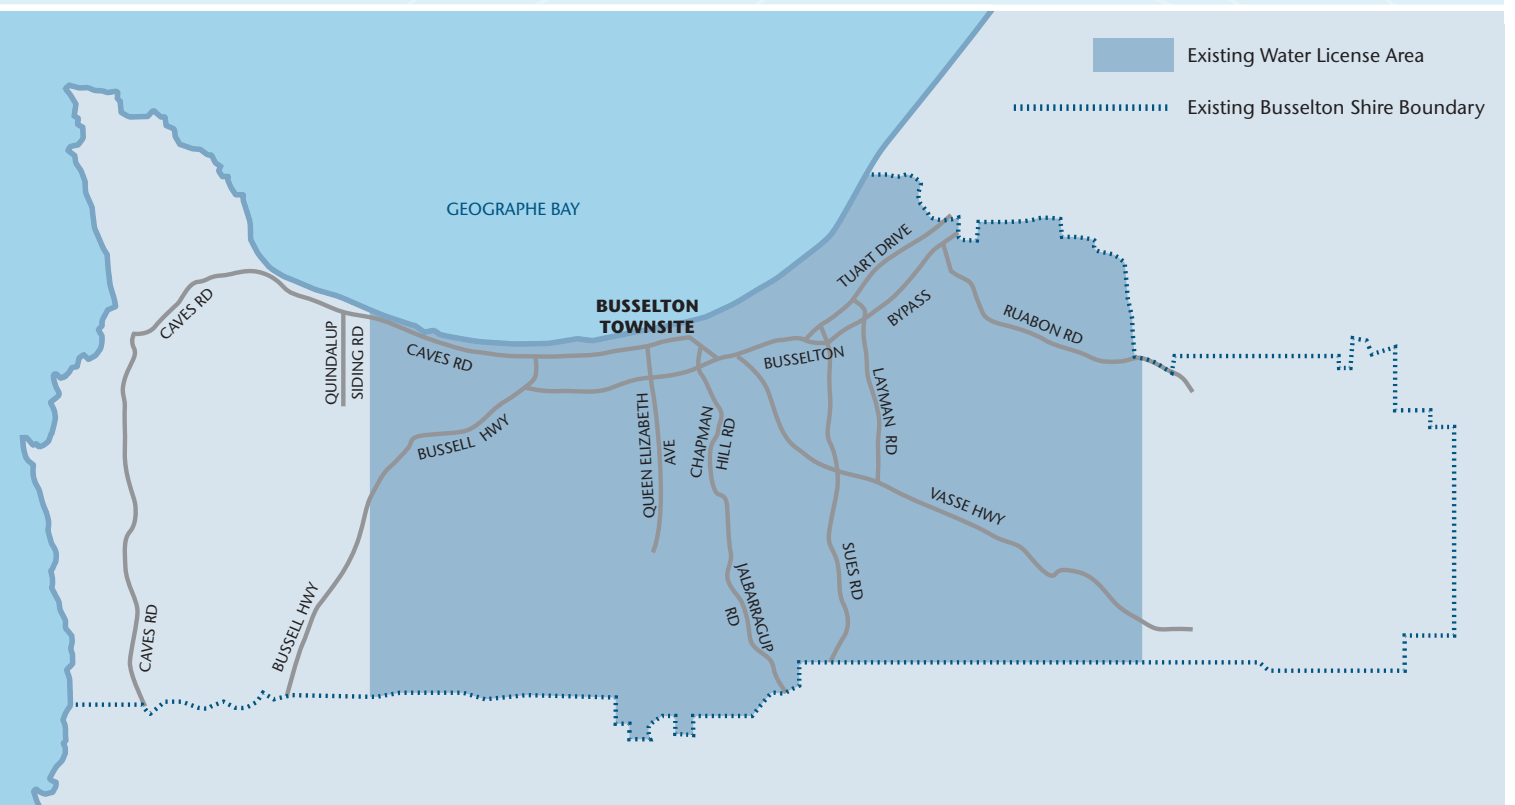 Existing Water License Area
Existing Busselton Shire Boundary
GEOGRAPHE BAY
TUART DRIVE
BUSSELTON
TOWNSITE
CAVES RD
BYPASS
RUABON RD
QUINDALUP
SIDING RD
CAVES RD
BUSSELTON
LAYMAN RD
BUSSELL HWY
QUEEN ELIZABETH
AVE
CHAPMAN
HILL RD
VASSE HWY
SUES RD
JALBARRAGUP
RD
BUSSELL HWY
CAVES RD